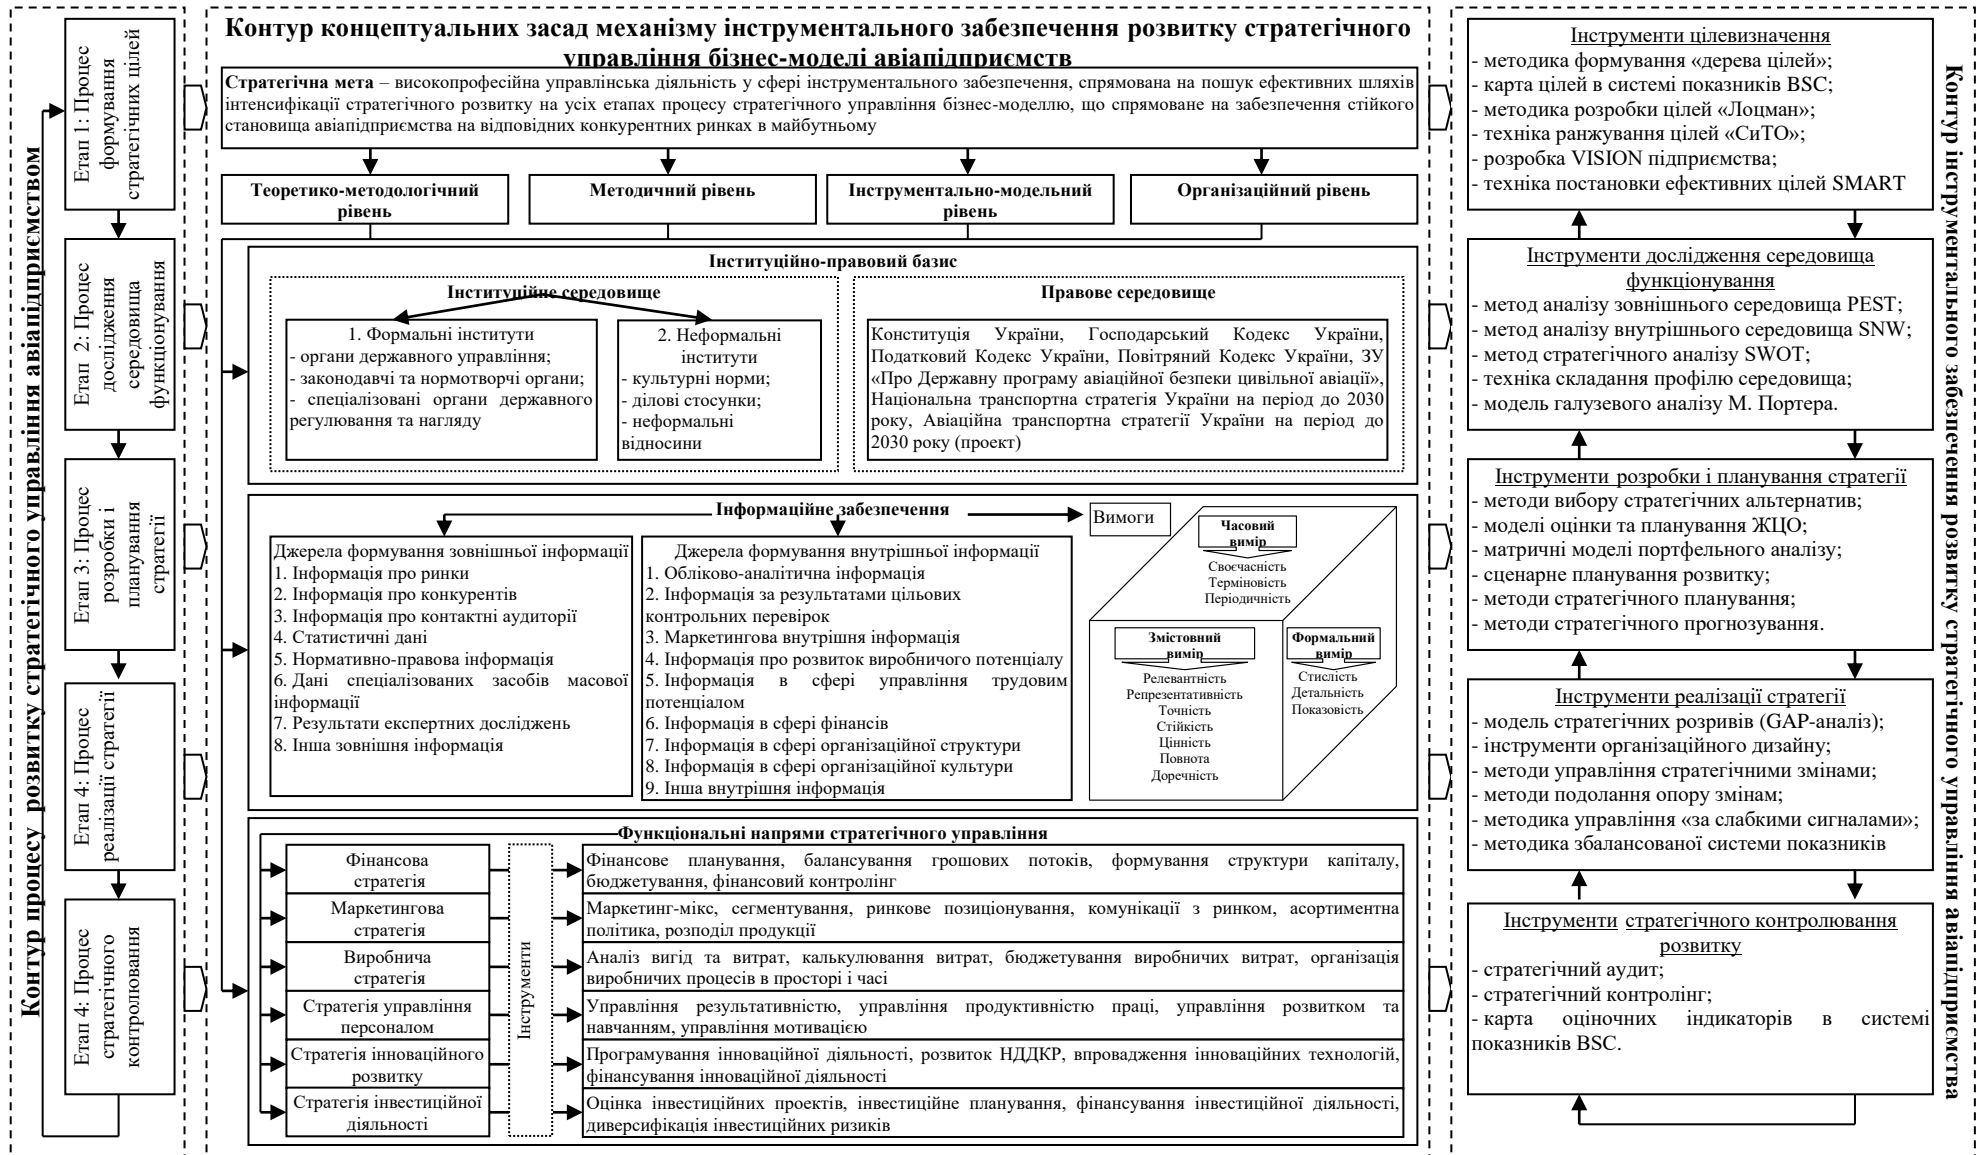 Контур процесу розвитку стратегічного управління авіапідприємством
Етап 1: Процес
формування
стратегічних цілей
Етап 2: Процес
дослідження
середовища
функціонування
Етап 3: Процес
розробки і
планування
стратегії
Етап 4: Процес
реалізації стратегії
Етап 4: Процес
стратегічного
контролювання
Контур концептуальних засад механізму інструментального забезпечення розвитку стратегічного
управління бізнес-моделі авіапідприємств
Стратегічна мета – високопрофесійна управлінська діяльність у сфері інструментального забезпечення, спрямована на пошук ефективних шляхів
інтенсифікації стратегічного розвитку на усіх етапах процесу стратегічного управління бізнес-моделлю, що спрямоване на забезпечення стійкого
становища авіапідприємства на відповідних конкурентних ринках в майбутньому
Теоретико-методологічний
рівень
Методичний рівень
Інструментально-модельний
рівень
Організаційний рівень
Інституційно-правовий базис
Інституційне середовище
1. Формальні інститути
- органи державного управління;
- законодавчі та нормотворчі органи;
- спеціалізовані органи державного
регулювання та нагляду
2. Неформальні
інститути
- культурні норми;
- ділові стосунки;
- неформальні
відносини
Правове середовище
Конституція України, Господарський Кодекс України,
Податковий Кодекс України, Повітряний Кодекс України, ЗУ
«Про Державну програму авіаційної безпеки цивільної авіації»,
Національна транспортна стратегія України на період до 2030
року, Авіаційна транспортна стратегії України на період до
2030 року (проект)
Інформаційне забезпечення
Джерела формування зовнішньої інформації
1. Інформація про ринки
2. Інформація про конкурентів
3. Інформація про контактні аудиторії
4. Статистичні дані
5. Нормативно-правова інформація
6. Дані спеціалізованих засобів масової
інформації
7. Результати експертних досліджень
8. Інша зовнішня інформація
Джерела формування внутрішньої інформації
1. Обліково-аналітична інформація
2. Інформація за результатами цільових
контрольних перевірок
3. Маркетингова внутрішня інформація
4. Інформація про розвиток виробничого потенціалу
5. Інформація в сфері управління трудовим
потенціалом
6. Інформація в сфері фінансів
7. Інформація в сфері організаційної структури
8. Інформація в сфері організаційної культури
9. Інша внутрішня інформація
Вимоги
Часовий
вимір
Своєчасність
Терміновість
Періодичність
Змістовний
вимір
Релевантність
Репрезентативність
Точність
Стійкість
Цінність
Повнота
Доречність
Формальний
вимір
Стислість
Детальність
Показовість
Функціональні напрями стратегічного управління
Інструменти
Фінансова
стратегія
Фінансове планування, балансування грошових потоків, формування структури капіталу,
бюджетування, фінансовий контролінг
Маркетингова
стратегія
Маркетинг-мікс, сегментування, ринкове позиціонування, комунікації з ринком, асортиментна
політика, розподіл продукції
Виробнича
стратегія
Аналіз вигід та витрат, калькулювання витрат, бюджетування виробничих витрат, організація
виробничих процесів в просторі і часі
Стратегія управління
персоналом
Управління результативністю, управління продуктивністю праці, управління розвитком та
навчанням, управління мотивацією
Стратегія інноваційного
розвитку
Програмування інноваційної діяльності, розвиток НДДКР, впровадження інноваційних технологій,
фінансування інноваційної діяльності
Стратегія інвестиційної
діяльності
Оцінка інвестиційних проектів, інвестиційне планування, фінансування інвестиційної діяльності,
диверсифікація інвестиційних ризиків
Інструменти цілевизначення
- методика формування «дерева цілей»;
- карта цілей в системі показників BSC;
- методика розробки цілей «Лоцман»;
- техніка ранжування цілей «СиТО»;
- розробка VISION підприємства;
- техніка постановки ефективних цілей SMART
Інструменти дослідження середовища
функціонування
- метод аналізу зовнішнього середовища PEST;
- метод аналізу внутрішнього середовища SNW;
- метод стратегічного аналізу SWOT;
- техніка складання профілю середовища;
- модель галузевого аналізу М. Портера.
Інструменти розробки і планування стратегії
- методи вибору стратегічних альтернатив;
- моделі оцінки та планування ЖЦО;
- матричні моделі портфельного аналізу;
- сценарне планування розвитку;
- методи стратегічного планування;
- методи стратегічного прогнозування.
Інструменти реалізації стратегії
- модель стратегічних розривів (GAP-аналіз);
- інструменти організаційного дизайну;
- методи управління стратегічними змінами;
- методи подолання опору змінам;
- методика управління «за слабкими сигналами»;
- методика збалансованої системи показників
Інструменти стратегічного контролювання
розвитку
- стратегічний аудит;
- стратегічний контролінг;
- карта оціночних індикаторів в системі
показників BSC.
Контур інструментального забезпечення розвитку стратегічного управління авіапідприємства